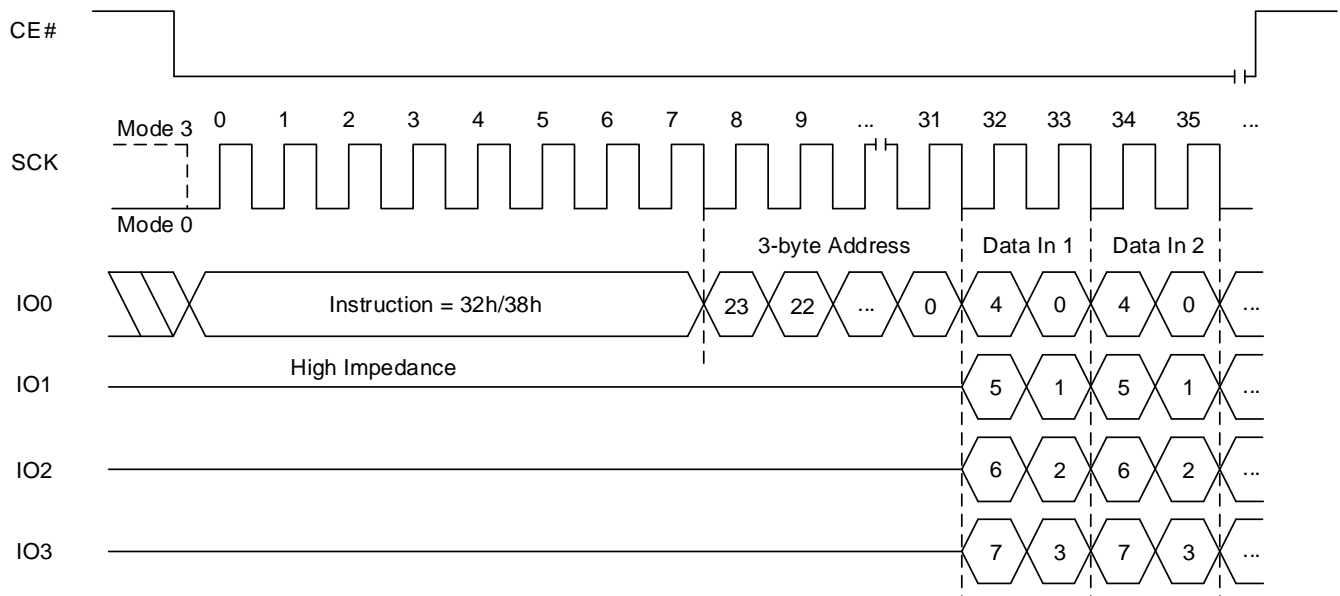 CE#
Mode 3 0 1 2 3 4 5 6 7 8 9 ... 31 32 33 34 35 ...
SCK
Mode 0
3-byte Address Data In 1 Data In 2
IO0 Instruction = 32h/38h 23 22 ... 0 4 0 4 0 ...
High Impedance
IO1 5 1 5 1 ...
IO2 6 2 6 2 ...
IO3 7 3 7 3 ...